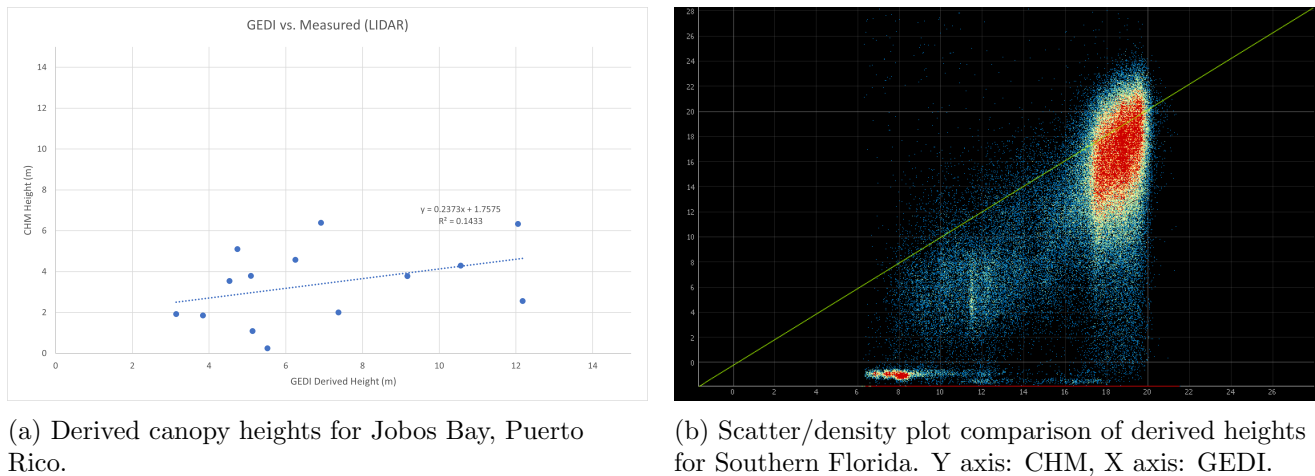 GEDI vs. Measured (LIDAR)
14
12
10
8
6
4
2
0
CHM Height (m)
y = 0.2373x + 1.7575
R² = 0.1433
0 2 4 6 8 10 12 14
GEDI Derived Height (m)
28
26
24
22
20
18
16
14
12
10
8
6
4
2
0
0 2 4 6 8 10 12 14 16 18 20 22 24 26
(a) Derived canopy heights for Jobos Bay, Puerto
Rico.
(b) Scatter/density plot comparison of derived heights
for Southern Florida. Y axis: CHM, X axis: GEDI.